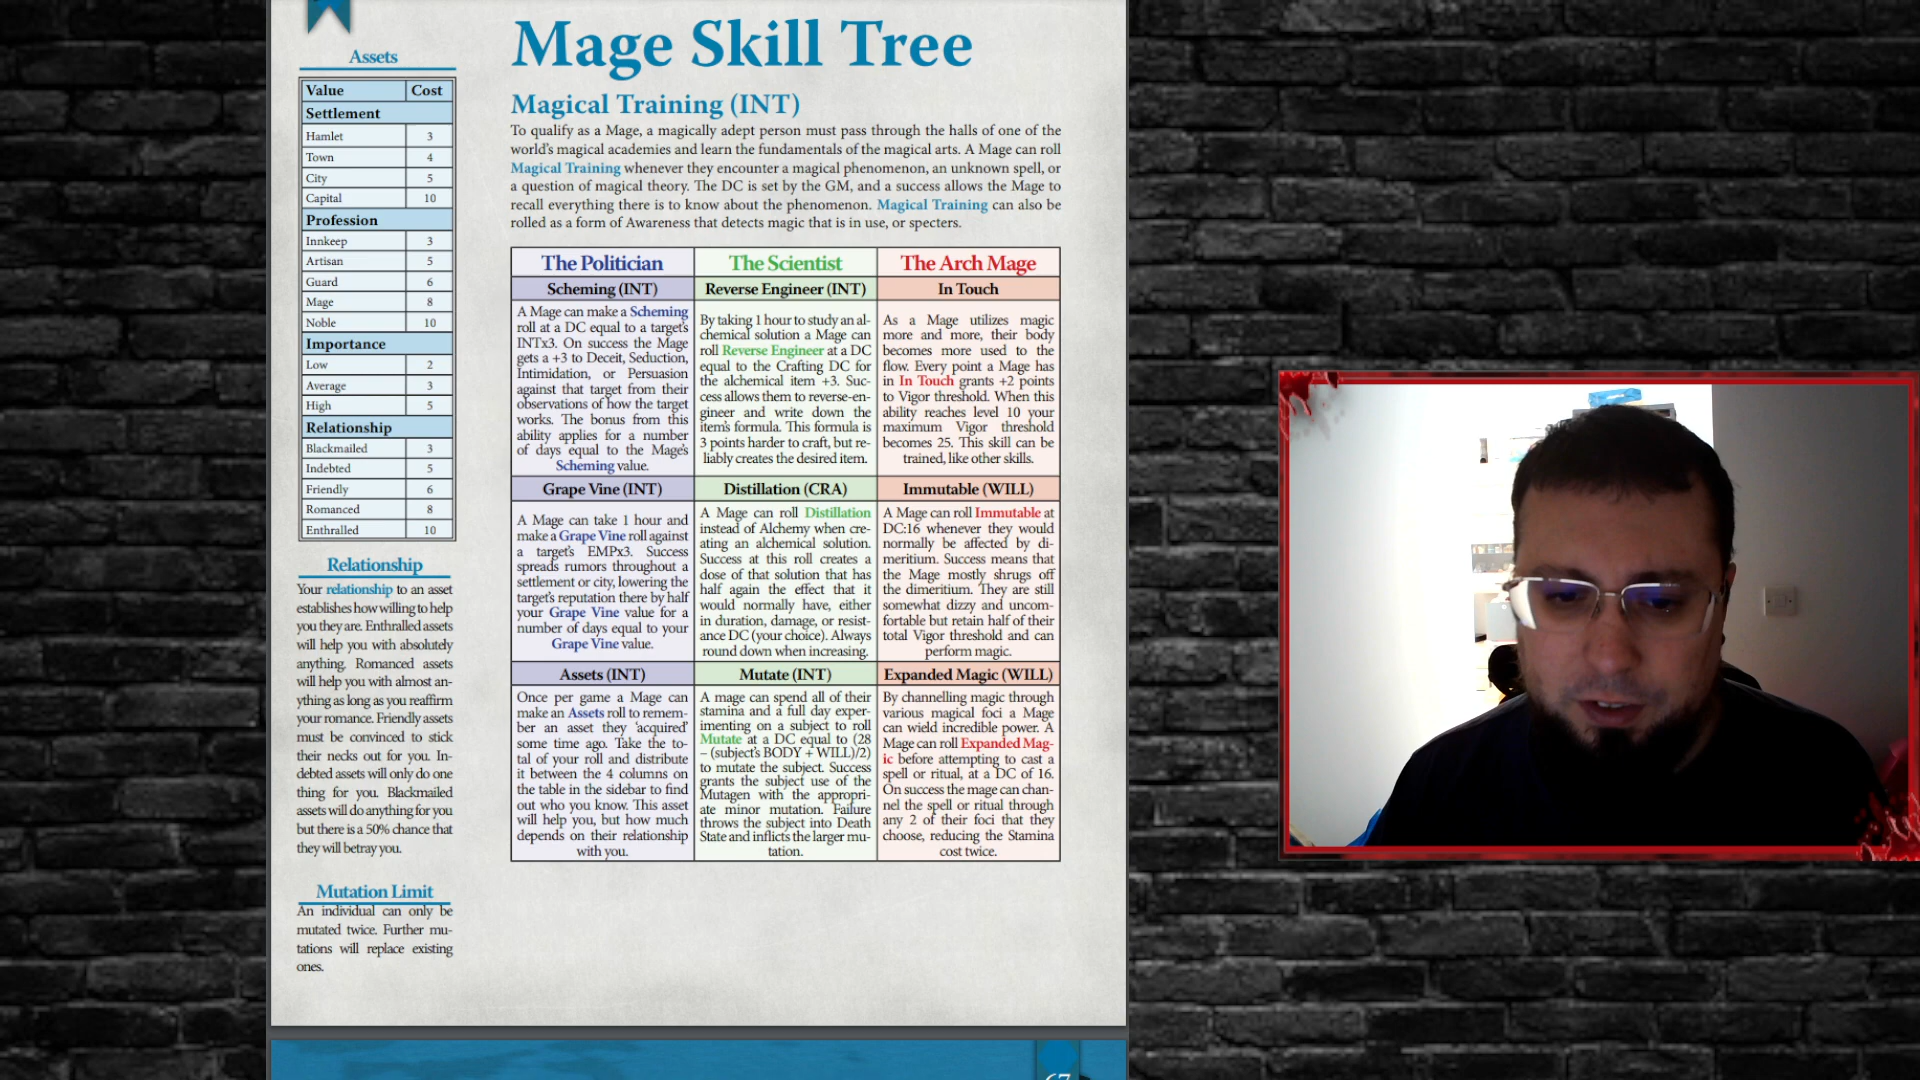 Assets
Value Cost
Settlement
Hamlet 3
Town 4
City 5
Capital 10
Profession
Innkeep 3
Artisan 5
Guard 6
Mage 8
Noble 10
Importance
Low 2
Average 3
High 5
Relationship
Blackmailed 3
Indebted 5
Friendly 6
Romanced 8
Enthralled 10
Relationship
Your relationship to an asset
establishes how willing to help
you they are. Enthralled assets
will help you with absolutely
anything. Romanced assets
will help you with almost an-
ything as long as you reaffirm
your romance. Friendly assets
must be convinced to stick
their necks out for you. In-
debted assets will only do one
thing for you. Blackmailed
assets will do anything for you
but there is a 50% chance that
they will betray you.
Mutation Limit
An individual can only be
mutated twice. Further mu-
tations will replace existing
ones.
Mage Skill Tree
Magical Training (INT)
To qualify as a Mage, a magically adept person must pass through the halls of one of the
world's magical academies and learn the fundamentals of the magical arts. A Mage can roll
Magical Training whenever they encounter a magical phenomenon, an unknown spell, or
a question of magical theory. The DC is set by the GM, and a success allows the Mage to
recall everything there is to know about the phenomenon. Magical Training can also be
rolled as a form of Awareness that detects magic that is in use, or specters.
The Politician
Scheming (INT)
A Mage can make a Scheming
roll at a DC equal to a target's
INTx3. On success the Mage
gets a +3 to Deceit, Seduction,
Intimidation, or Persuasion
against that target from their
observations of how the target
works. The bonus from this
ability applies for a number
of days equal to the Mage's
Scheming value.
Grape Vine (INT)
A Mage can take 1 hour and
make a Grape Vine roll against
a target's EMPx3. Success
spreads rumors throughout a
settlement or city, lowering the
target's reputation there by half
your Grape Vine value for a
number of days equal to your
Grape Vine value.
Assets (INT)
Once per game a Mage can
make an Assets roll to remem-
ber an asset they 'acquired'
some time ago. Take the to-
tal of your roll and distribute
it between the 4 columns on
the table in the sidebar to find
out who you know. This asset
will help you, but how much
depends on their relationship
with you.
The Scientist
Reverse Engineer (INT)
By taking 1 hour to study an al-
chemical solution a Mage can
roll Reverse Engineer at a DC
equal to the Crafting DC for
the alchemical item +3. Suc-
cess allows them to reverse-en-
gineer and write down the
item's formula. This formula is
3 points harder to craft, but re-
liably creates the desired item.
Distillation (CRA)
A Mage can roll Distillation
instead of Alchemy when cre-
ating an alchemical solution.
Success at this roll creates a
dose of that solution that has
half again the effect that it
would normally have, either
in duration, damage, or resist-
ance DC (your choice). Always
round down when increasing.
Mutate (INT)
A mage can spend all of their
stamina and a full day exper-
imenting on a subject to roll
Mutate at a DC equal to (28
– (subject's BODY + WILL)/2)
to mutate the subject. Success
grants the subject use of the
Mutagen with the appropri-
ate minor mutation. Failure
throws the subject into Death
State and inflicts the larger mu-
tation.
The Arch Mage
In Touch
As a Mage utilizes magic
more and more, their body
becomes more used to the
flow. Every point a Mage has
in In Touch grants +2 points
to Vigor threshold. When this
ability reaches level 10 your
maximum Vigor threshold
becomes 25. This skill can be
trained, like other skills.
Immutable (WILL)
A Mage can roll Immutable at
DC:16 whenever they would
normally be affected by di-
meritium. Success means that
the Mage mostly shrugs off
the dimeritium. They are still
somewhat dizzy and uncom-
fortable but retain half of their
total Vigor threshold and can
perform magic.
Expanded Magic (WILL)
By channelling magic through
various magical foci a Mage
can wield incredible power. A
Mage can roll Expanded Mag-
ic before attempting to cast a
spell or ritual, at a DC of 16.
On success the mage can chan-
nel the spell or ritual through
any 2 of their foci that they
choose, reducing the Stamina
cost twice.
67